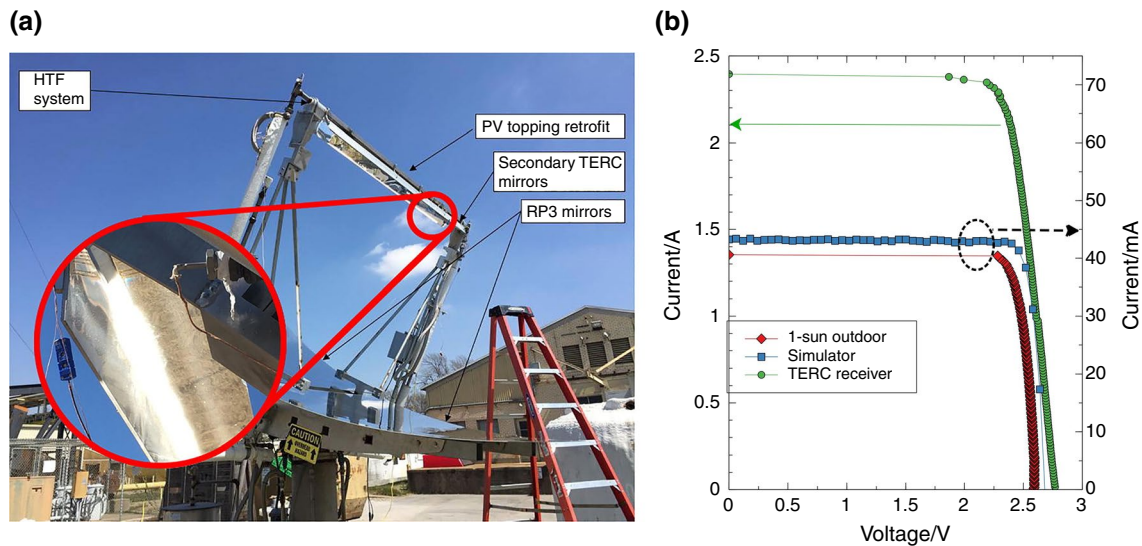 (a)
HTF
system
PV topping retrofit
Secondary TERC
mirrors
RP3 mirrors
CAUTION
(b)
2.5
2
1.5
1
0.5
0
Current/A
70
60
50
40
30
20
10
0
Current/mA
1-sun outdoor
Simulator
TERC receiver
0
0.5
1
1.5
2
2.5
3
Voltage/V